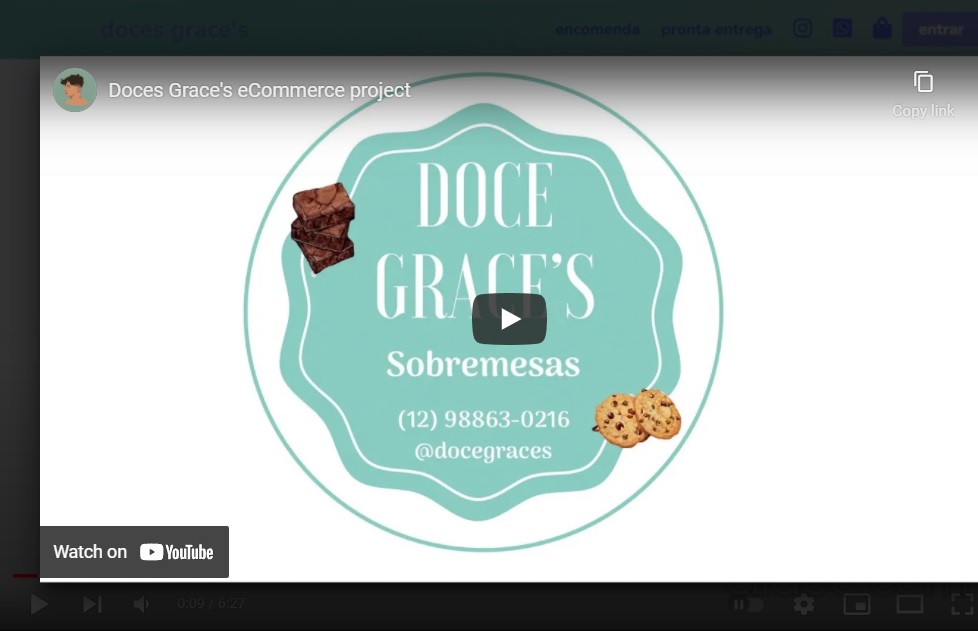 doces grace's
encomenda pronta entrega entrar
Doces Grace's eCommerce project
Copy link
DOCE
GRACE'S
Sobremesas
(12) 98863-0216
@docegraces
Watch on YouTube
0:09 / 6:27